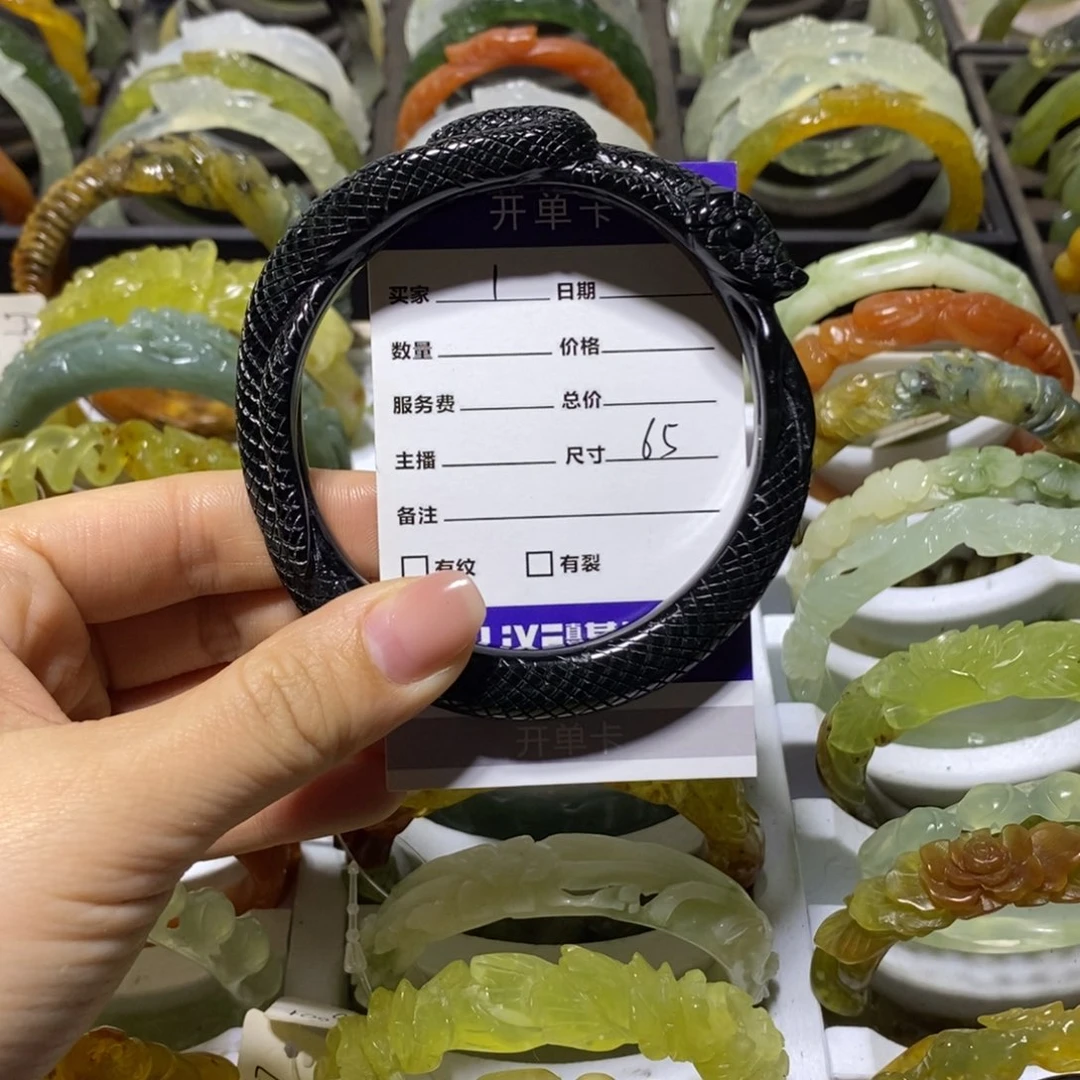 开单卡
买家 1 日期
数量 价格
服务费 总价
主播 尺寸 65
备注
有纹 有裂
开单卡